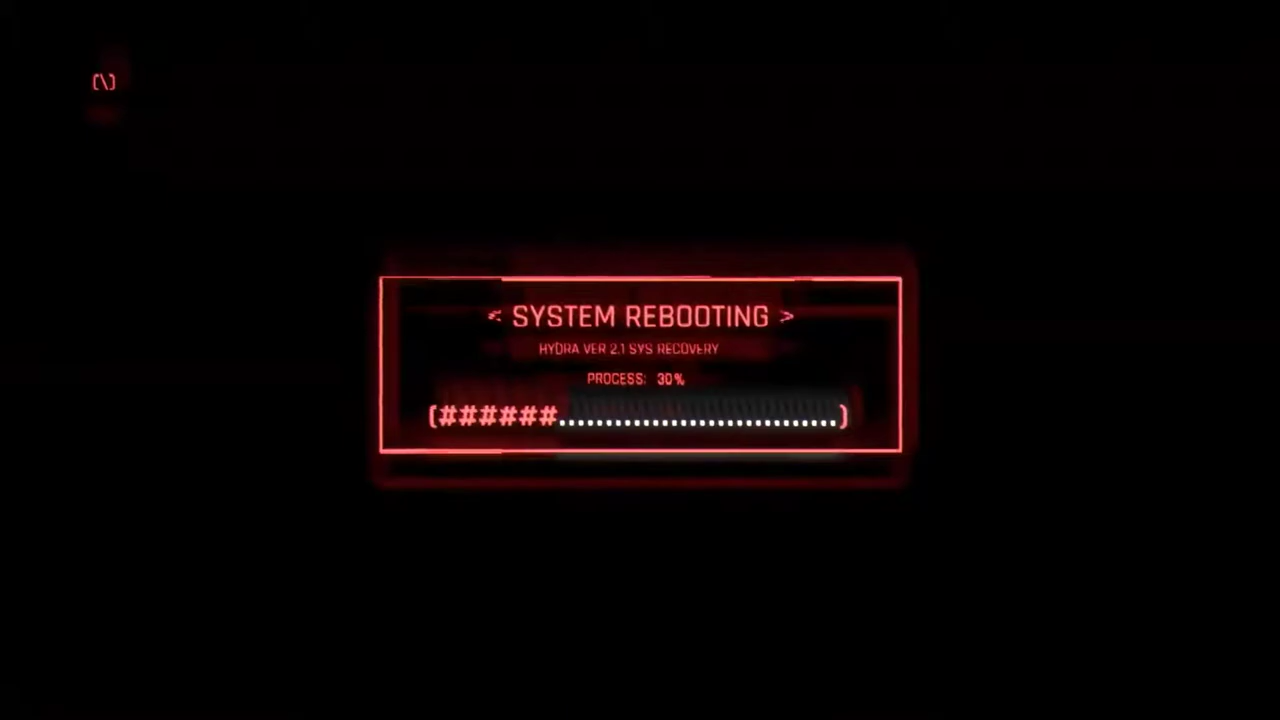 (\)
< SYSTEM REBOOTING >
HYDRA VER 2.1 SYS RECOVERY
PROCESS: 30%
(######..............................)